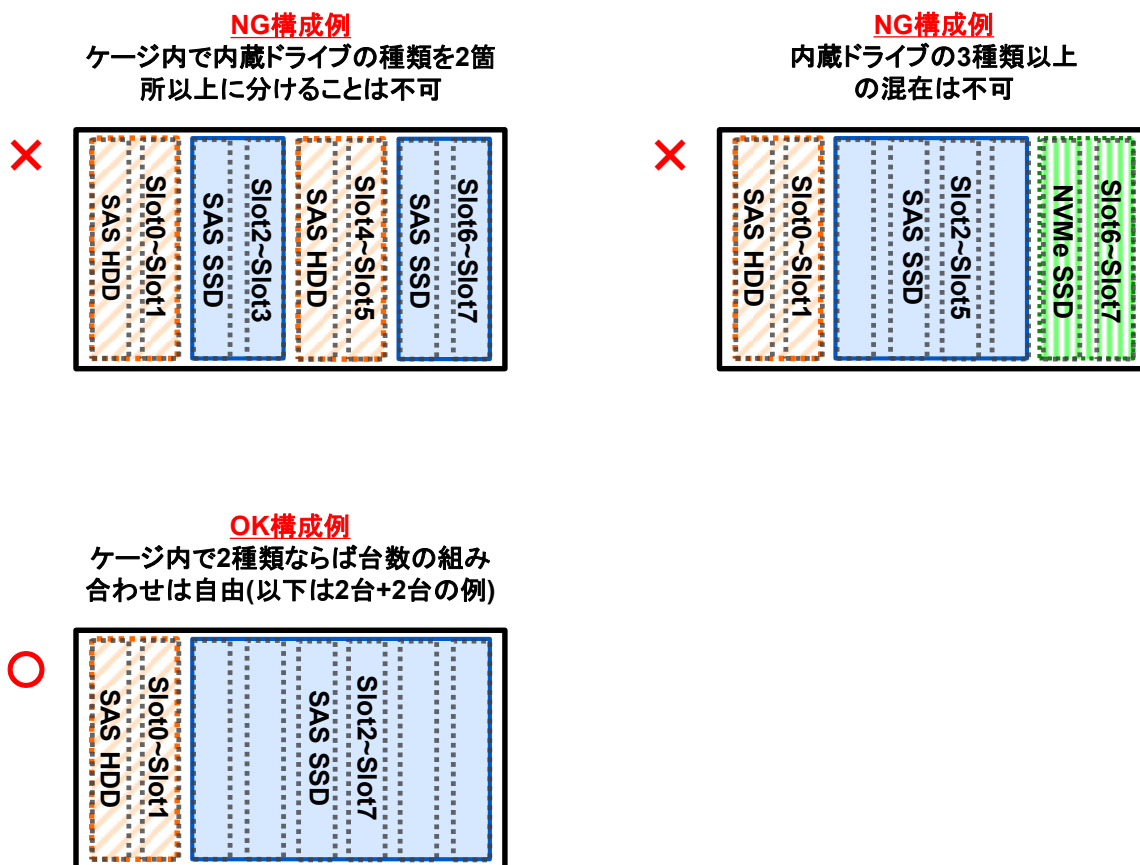 NG構成例
ケージ内で内蔵ドライブの種類を2箇
所以上に分けることは不可
×
Slot0~Slot1
SAS HDD
Slot2~Slot3
SAS SSD
Slot4~Slot5
SAS HDD
Slot6~Slot7
SAS SSD
NG構成例
内蔵ドライブの3種類以上
の混在は不可
×
Slot0~Slot1
SAS HDD
Slot2~Slot5
SAS SSD
Slot6~Slot7
NVMe SSD
OK構成例
ケージ内で2種類ならば台数の組み
合わせは自由(以下は2台+2台の例)
○
Slot0~Slot1
SAS HDD
Slot2~Slot7
SAS SSD